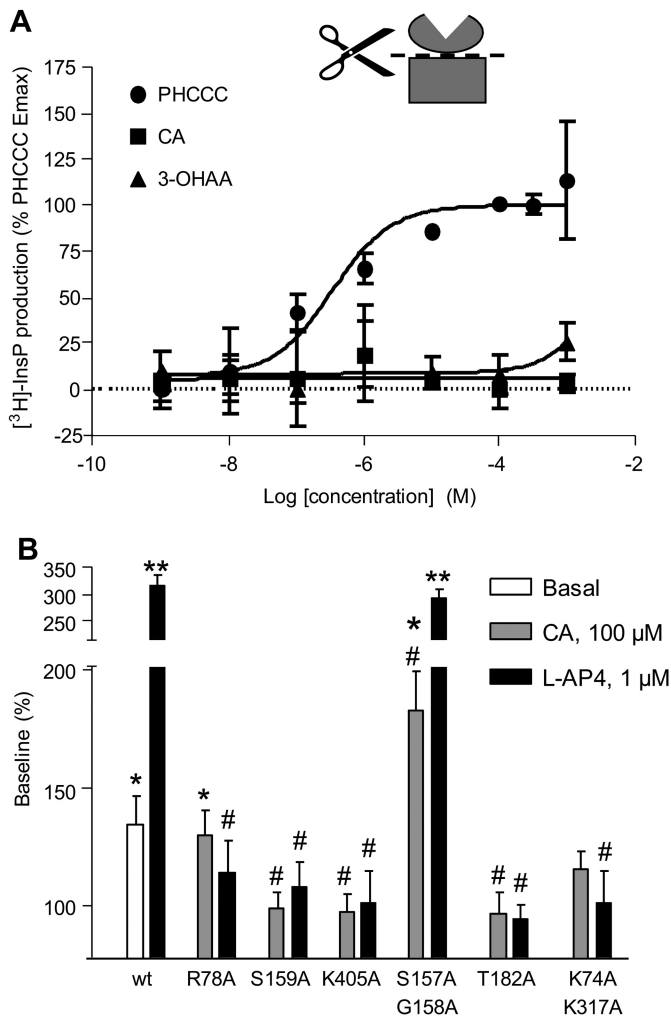 A
[³H]-InsP production (% PHCCC Emax)
175
150
125
100
75
50
25
0
-25
-10
-8
-6
-4
-2
Log [concentration] (M)
PHCCC
CA
3-OHAA
B
Baseline (%)
350
300
250
200
150
100
Basal
CA, 100 µM
L-AP4, 1 µM
*
**
*
#
#
#
#
#
*
#
**
#
#
#
wt
R78A
S159A
K405A
S157A
G158A
T182A
K74A
K317A